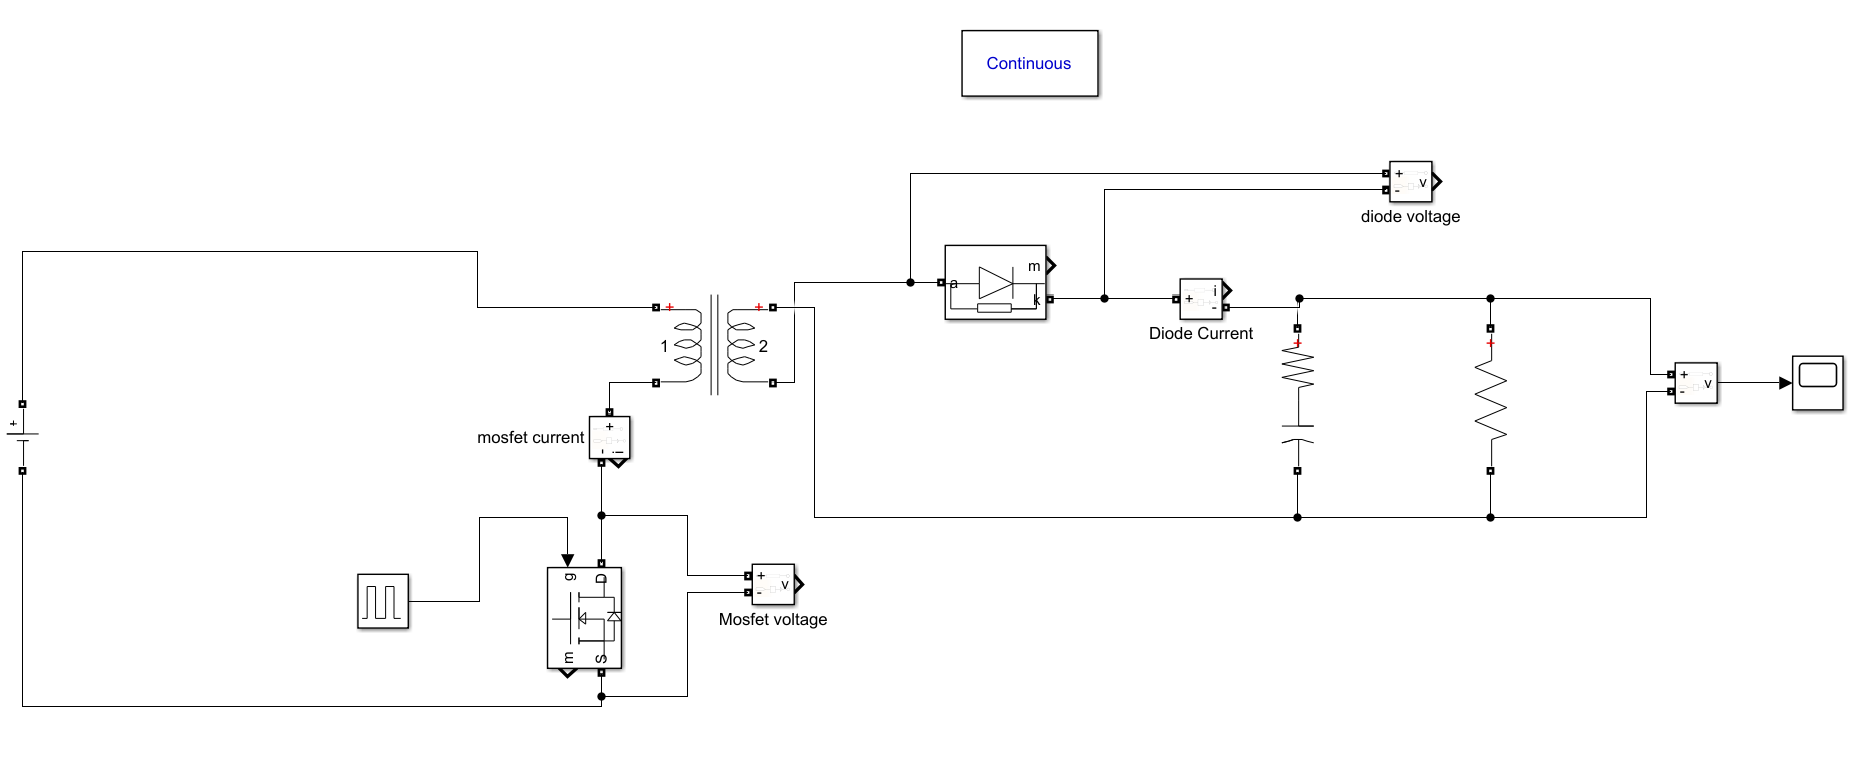 Continuous
+
v
-
diode voltage
m
a
k
i
+
-
Diode Current
+
+
1
2
+
+
+
v
-
+
mosfet current
+
-
i
g
D
m
S
+
v
-
Mosfet voltage